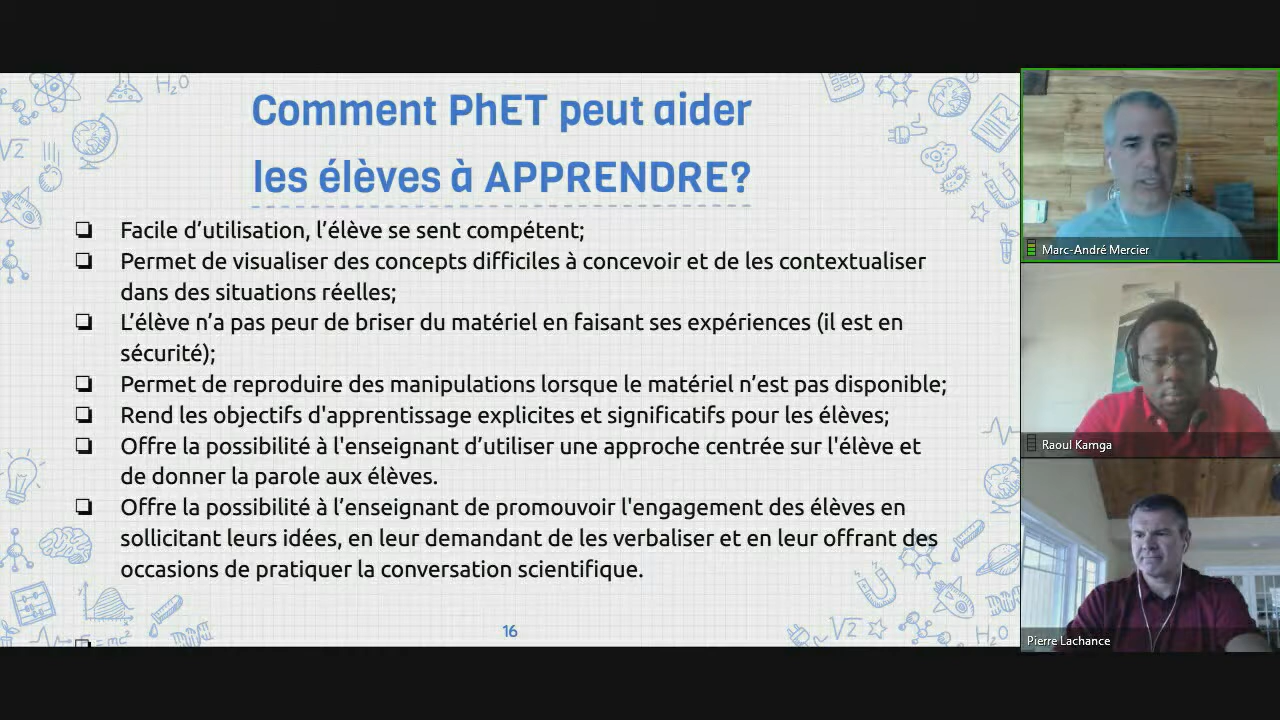 Comment PhET peut aider
les élèves à APPRENDRE?
❏ Facile d’utilisation, l’élève se sent compétent;
❏ Permet de visualiser des concepts difficiles à concevoir et de les contextualiser
dans des situations réelles;
❏ L’élève n’a pas peur de briser du matériel en faisant ses expériences (il est en
sécurité);
❏ Permet de reproduire des manipulations lorsque le matériel n’est pas disponible;
❏ Rend les objectifs d'apprentissage explicites et significatifs pour les élèves;
❏ Offre la possibilité à l'enseignant d’utiliser une approche centrée sur l'élève et
de donner la parole aux élèves.
❏ Offre la possibilité à l’enseignant de promouvoir l'engagement des élèves en
sollicitant leurs idées, en leur demandant de les verbaliser et en leur offrant des
occasions de pratiquer la conversation scientifique.
16
H₂O
√2
E=mc²
√2
H₂O
Marc-André Mercier
Raoul Kamga
Pierre Lachance